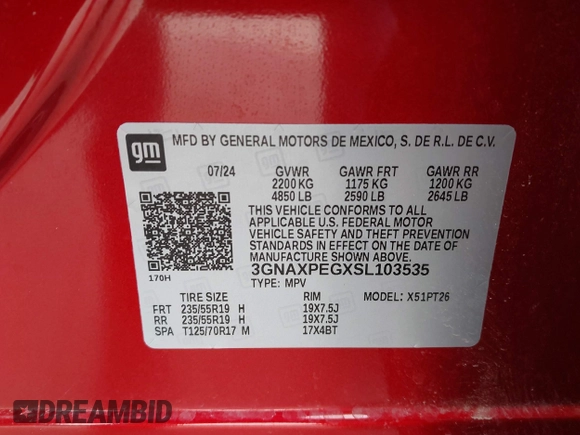 gm
MFD BY GENERAL MOTORS DE MEXICO, S. DE R.L. DE C.V.
07/24 GVWR GAWR FRT GAWR RR
2200 KG 1175 KG 1200 KG
4850 LB 2590 LB 2645 LB
THIS VEHICLE CONFORMS TO ALL
APPLICABLE U.S. FEDERAL MOTOR
VEHICLE SAFETY AND THEFT PREVENTION
STANDARDS IN EFFECT ON THE DATE OF
MANUFACTURE SHOWN ABOVE.
3GNAXPEGXSL103535
170H
TYPE: MPV MODEL: X51PT26
TIRE SIZE RIM
FRT 235/55R19 H 19X7.5J
RR 235/55R19 H 19X7.5J
SPA T125/70R17 M 17X4BT
DREAMBID